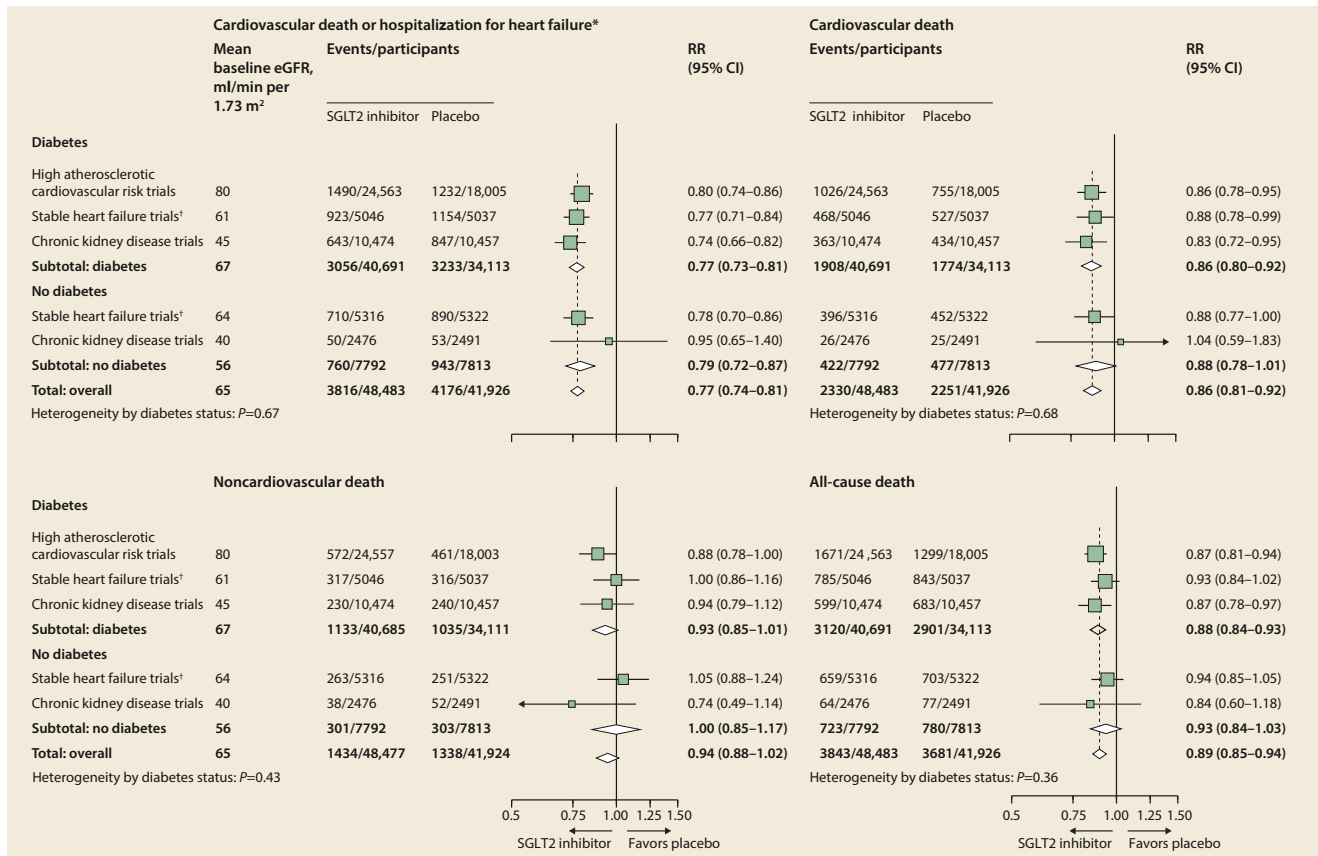 Cardiovascular death or hospitalization for heart failure* Cardiovascular death
Mean Events/participants RR Events/participants RR
baseline eGFR, (95% CI) (95% CI)
ml/min per
1.73 m²
SGLT2 inhibitor Placebo SGLT2 inhibitor Placebo
Diabetes
High atherosclerotic
cardiovascular risk trials 80 1490/24,563 1232/18,005 0.80 (0.74–0.86) 1026/24,563 755/18,005 0.86 (0.78–0.95)
Stable heart failure trials† 61 923/5046 1154/5037 0.77 (0.71–0.84) 468/5046 527/5037 0.88 (0.78–0.99)
Chronic kidney disease trials 45 643/10,474 847/10,457 0.74 (0.66–0.82) 363/10,474 434/10,457 0.83 (0.72–0.95)
Subtotal: diabetes 67 3056/40,691 3233/34,113 0.77 (0.73–0.81) 1908/40,691 1774/34,113 0.86 (0.80–0.92)
No diabetes
Stable heart failure trials† 64 710/5316 890/5322 0.78 (0.70–0.86) 396/5316 452/5322 0.88 (0.77–1.00)
Chronic kidney disease trials 40 50/2476 53/2491 0.95 (0.65–1.40) 26/2476 25/2491 1.04 (0.59–1.83)
Subtotal: no diabetes 56 760/7792 943/7813 0.79 (0.72–0.87) 422/7792 477/7813 0.88 (0.78–1.01)
Total: overall 65 3816/48,483 4176/41,926 0.77 (0.74–0.81) 2330/48,483 2251/41,926 0.86 (0.81–0.92)
Heterogeneity by diabetes status: P=0.67 Heterogeneity by diabetes status: P=0.68
Noncardiovascular death All-cause death
Diabetes
High atherosclerotic
cardiovascular risk trials 80 572/24,557 461/18,003 0.88 (0.78–1.00) 1671/24 ,563 1299/18,005 0.87 (0.81–0.94)
Stable heart failure trials† 61 317/5046 316/5037 1.00 (0.86–1.16) 785/5046 843/5037 0.93 (0.84–1.02)
Chronic kidney disease trials 45 230/10,474 240/10,457 0.94 (0.79–1.12) 599/10,474 683/10,457 0.87 (0.78–0.97)
Subtotal: diabetes 67 1133/40,685 1035/34,111 0.93 (0.85–1.01) 3120/40,691 2901/34,113 0.88 (0.84–0.93)
No diabetes
Stable heart failure trials† 64 263/5316 251/5322 1.05 (0.88–1.24) 659/5316 703/5322 0.94 (0.85–1.05)
Chronic kidney disease trials 40 38/2476 52/2491 0.74 (0.49–1.14) 64/2476 77/2491 0.84 (0.60–1.18)
Subtotal: no diabetes 56 301/7792 303/7813 1.00 (0.85–1.17) 723/7792 780/7813 0.93 (0.84–1.03)
Total: overall 65 1434/48,477 1338/41,924 0.94 (0.88–1.02) 3843/48,483 3681/41,926 0.89 (0.85–0.94)
Heterogeneity by diabetes status: P=0.43 Heterogeneity by diabetes status: P=0.36
0.5 0.75 1.00 1.25 1.50 0.5 0.75 1.00 1.25 1.50
SGLT2 inhibitor Favors placebo SGLT2 inhibitor Favors placebo